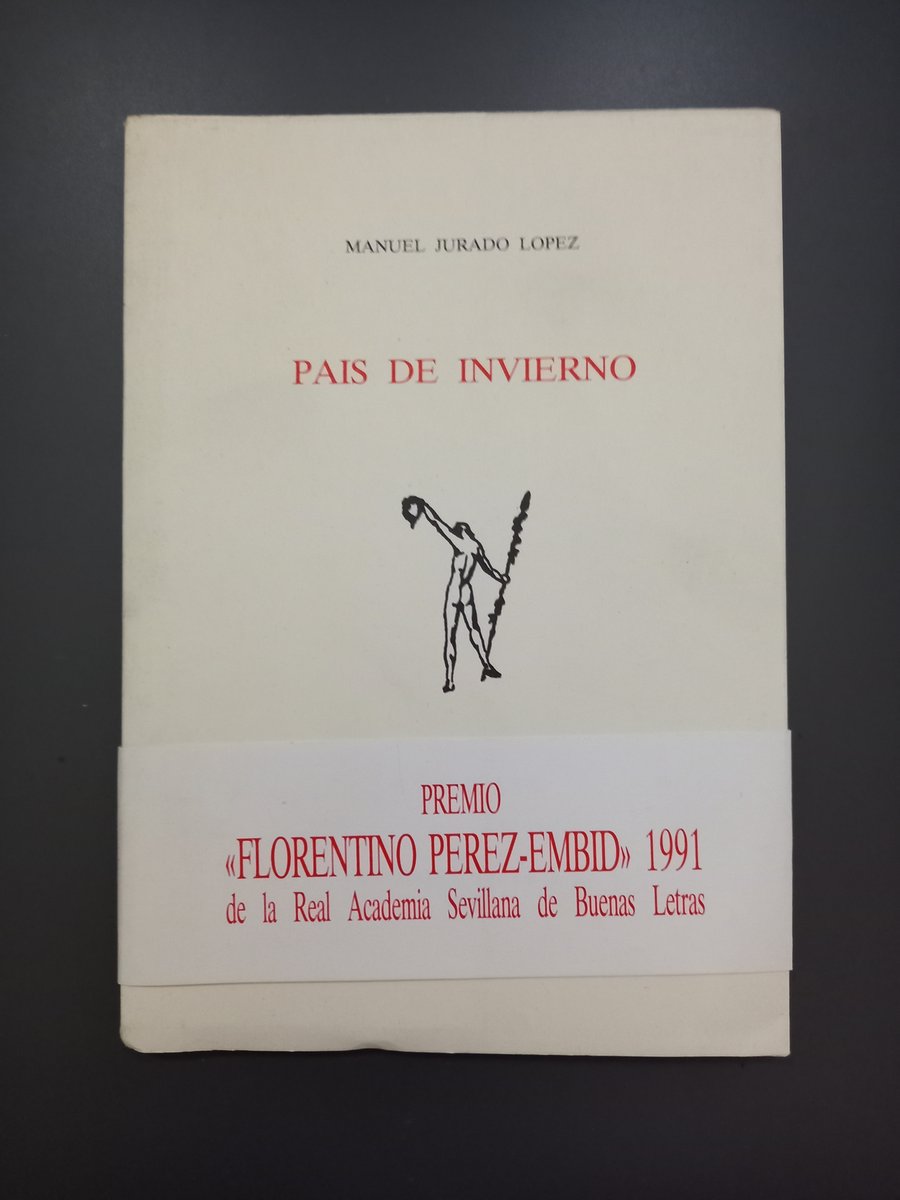 MANUEL JURADO LOPEZ
PAIS DE INVIERNO
PREMIO
«FLORENTINO PEREZ-EMBID» 1991
de la Real Academia Sevillana de Buenas Letras